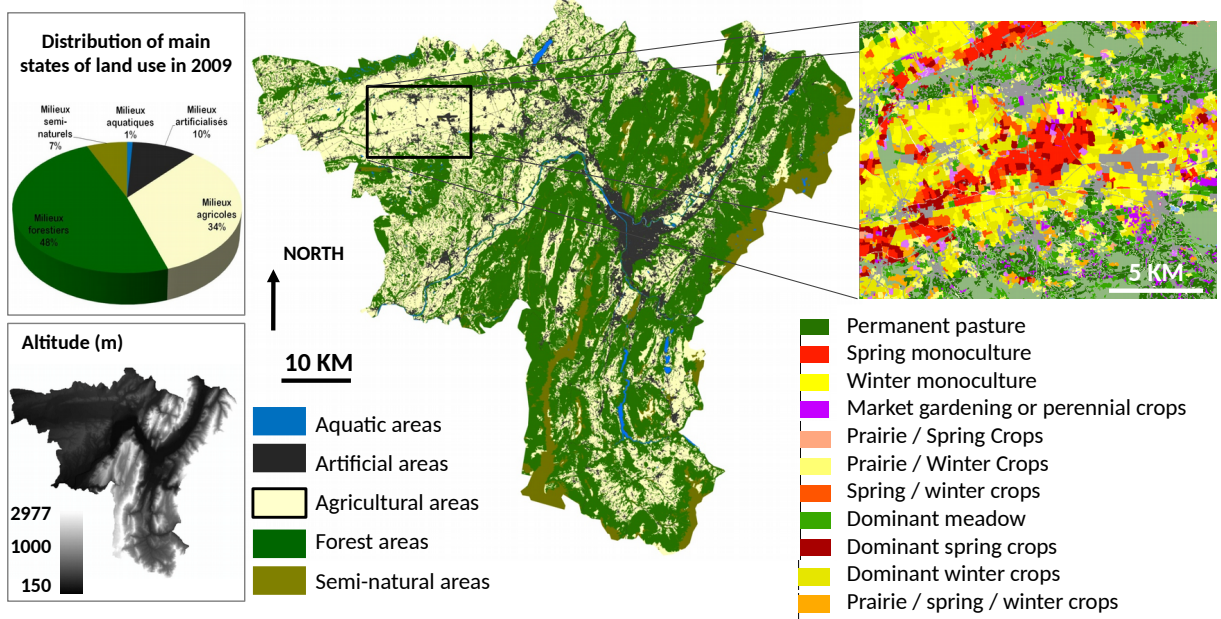 Distribution of main
states of land use in 2009
Milieux
semi-
naturels
7%
Milieux
aquatiques
1%
Milieux
artificialisés
10%
Milieux
agricoles
34%
Milieux
forestiers
48%
Altitude (m)
2977
1000
150
NORTH
10 KM
Aquatic areas
Artificial areas
Agricultural areas
Forest areas
Semi-natural areas
5 KM
Permanent pasture
Spring monoculture
Winter monoculture
Market gardening or perennial crops
Prairie / Spring Crops
Prairie / Winter Crops
Spring / winter crops
Dominant meadow
Dominant spring crops
Dominant winter crops
Prairie / spring / winter crops